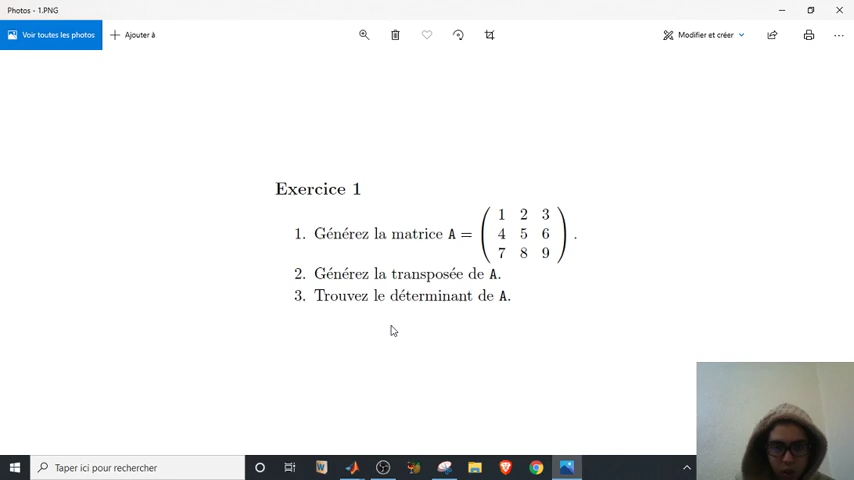 Photos - 1.PNG
Voir toutes les photos
Ajouter à
Modifier et créer
Exercice 1
1. Générez la matrice A = ( 1 2 3
4 5 6
7 8 9 ) .
2. Générez la transposée de A.
3. Trouvez le déterminant de A.
Taper ici pour rechercher